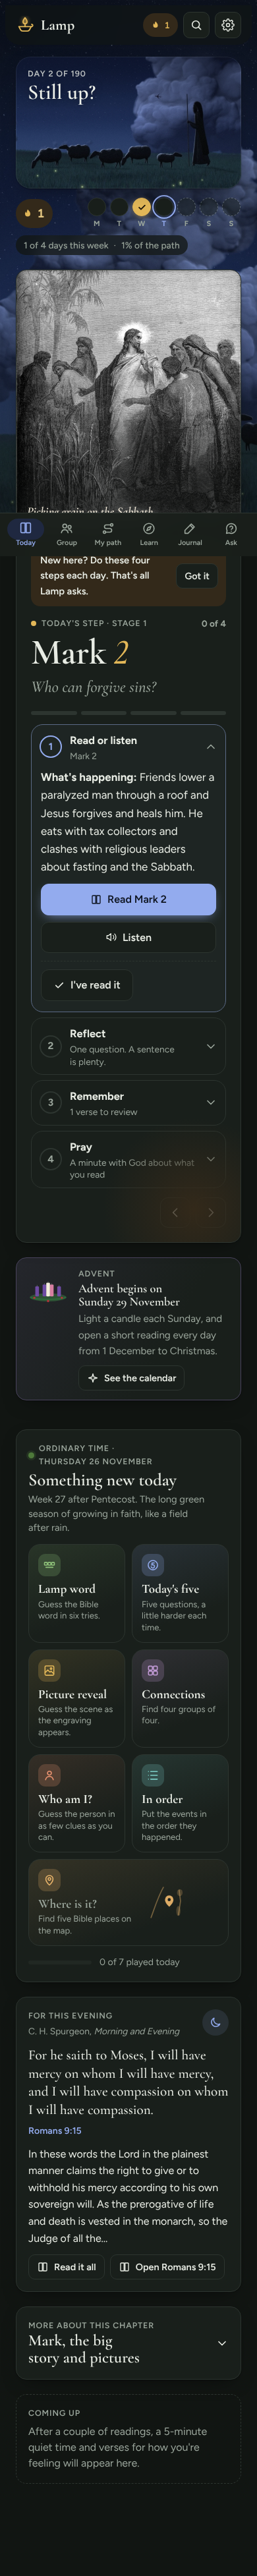 Lamp
1
DAY 2 OF 190
Still up?
1
M T W T F S S
1 of 4 days this week · 1% of the path
Picking grain on the Sabbath
Today Group My path Learn Journal Ask
New here? Do these four
steps each day. That's all
Lamp asks.
Got it
TODAY'S STEP · STAGE 1
0 of 4
Mark 2
Who can forgive sins?
1
Read or listen
Mark 2
What's happening: Friends lower a
paralyzed man through a roof and
Jesus forgives and heals him. He
eats with tax collectors and
clashes with religious leaders
about fasting and the Sabbath.
Read Mark 2
Listen
I've read it
2
Reflect
One question. A sentence
is plenty.
3
Remember
1 verse to review
4
Pray
A minute with God about what
you read
ADVENT
Advent begins on
Sunday 29 November
Light a candle each Sunday, and
open a short reading every day
from 1 December to Christmas.
See the calendar
ORDINARY TIME ·
THURSDAY 26 NOVEMBER
Something new today
Week 27 after Pentecost. The long green
season of growing in faith, like a field
after rain.
Lamp word
Guess the Bible
word in six tries.
Today's five
Five questions, a
little harder each
time.
Picture reveal
Guess the scene as
the engraving
appears.
Connections
Find four groups of
four.
Who am I?
Guess the person in
as few clues as you
can.
In order
Put the events in
the order they
happened.
Where is it?
Find five Bible places on
the map.
0 of 7 played today
FOR THIS EVENING
C. H. Spurgeon, Morning and Evening
For he saith to Moses, I will have
mercy on whom I will have mercy,
and I will have compassion on whom
I will have compassion.
Romans 9:15
In these words the Lord in the plainest
manner claims the right to give or to
withhold his mercy according to his own
sovereign will. As the prerogative of life
and death is vested in the monarch, so the
Judge of all the…
Read it all
Open Romans 9:15
MORE ABOUT THIS CHAPTER
Mark, the big
story and pictures
COMING UP
After a couple of readings, a 5-minute
quiet time and verses for how you're
feeling will appear here.